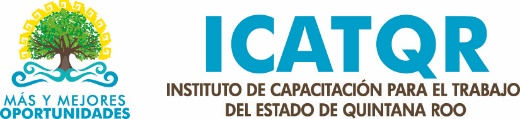 MÁS Y MEJORES
OPORTUNIDADES
ICATQR
INSTITUTO DE CAPACITACIÓN PARA EL TRABAJO
DEL ESTADO DE QUINTANA ROO